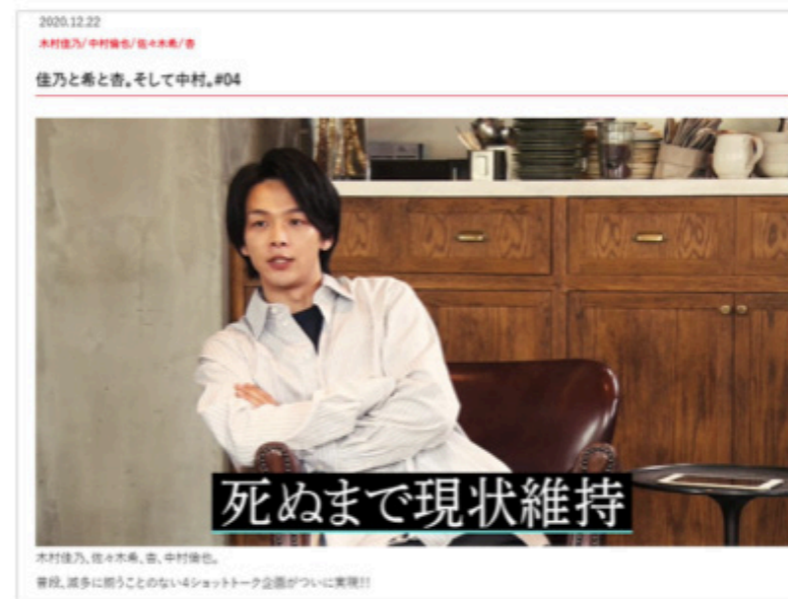 2020.12.22
木村佳乃/中村倫也/佐々木希/杏
佳乃と希と杏。そして中村。#04
死ぬまで現状維持
木村佳乃、佐々木希、杏、中村倫也。
普段、滅多に揃うことのない4ショットトーク企画がついに実現!!